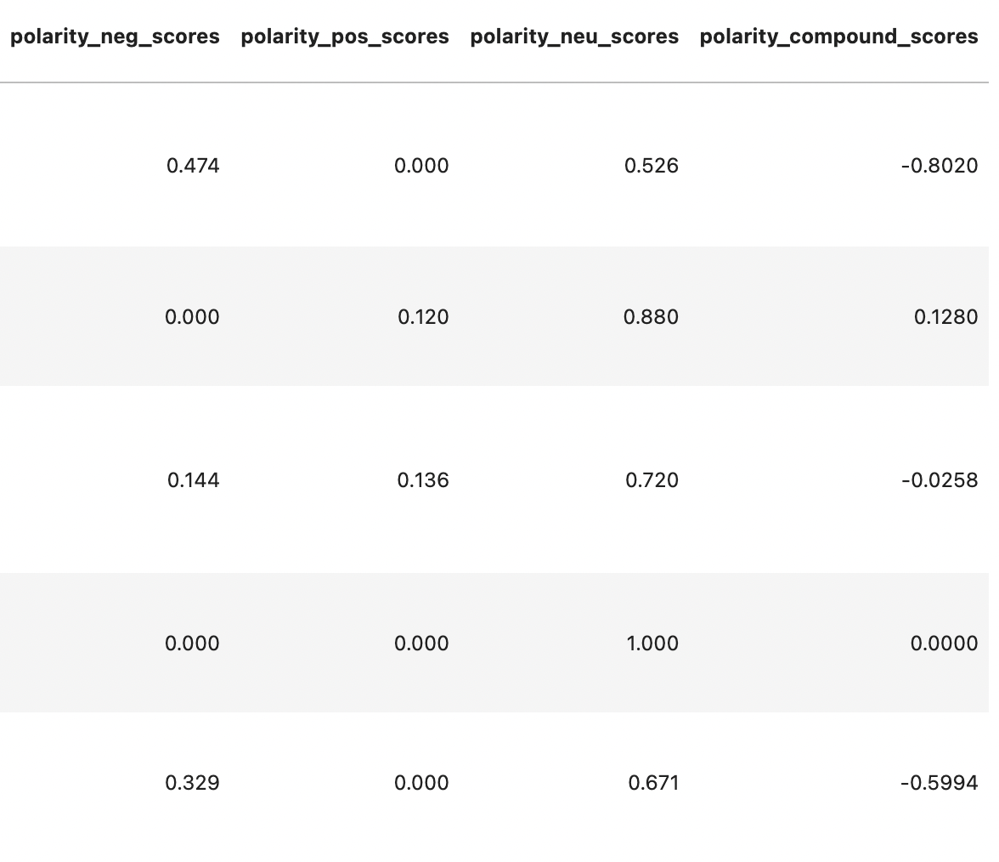 polarity_neg_scores polarity_pos_scores polarity_neu_scores polarity_compound_scores
0.474 0.000 0.526 -0.8020
0.000 0.120 0.880 0.1280
0.144 0.136 0.720 -0.0258
0.000 0.000 1.000 0.0000
0.329 0.000 0.671 -0.5994